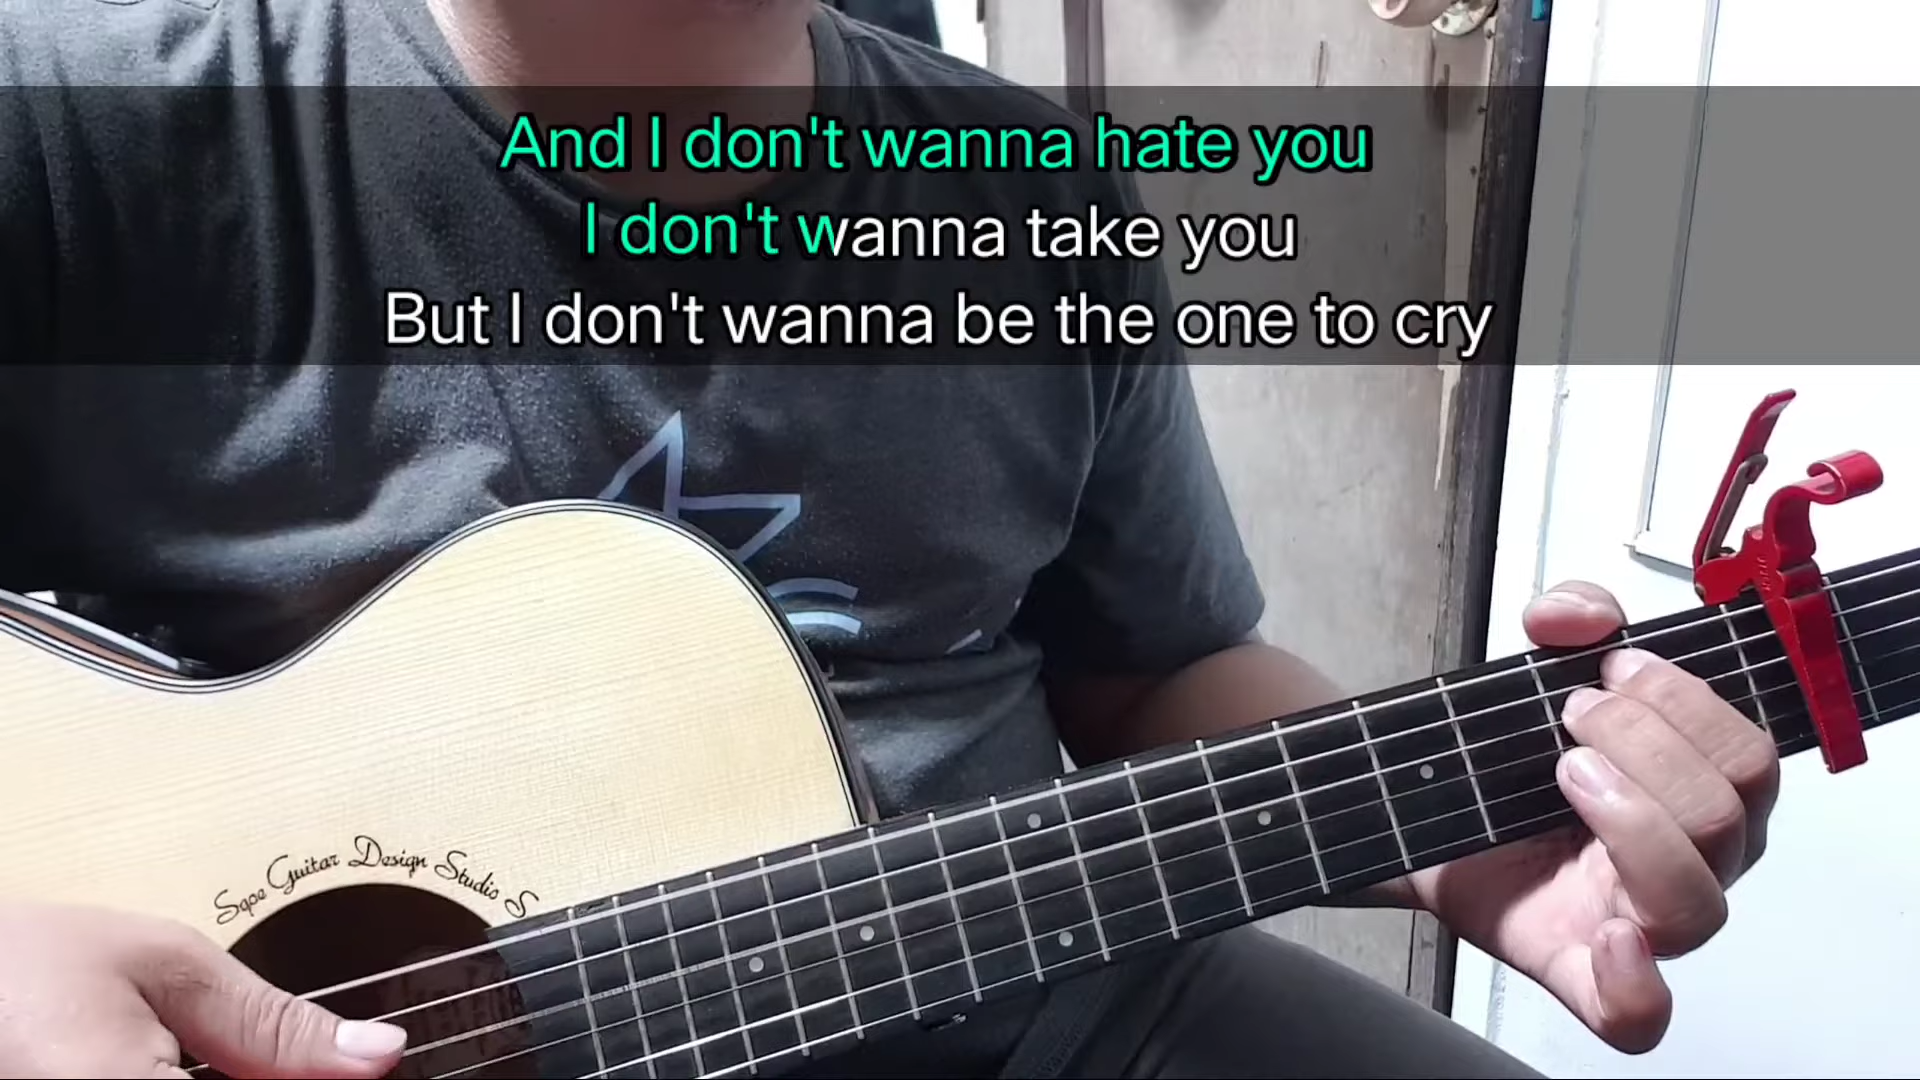 And I don't wanna hate you
I don't wanna take you
But I don't wanna be the one to cry
Sqoe Guitar Design Studio S